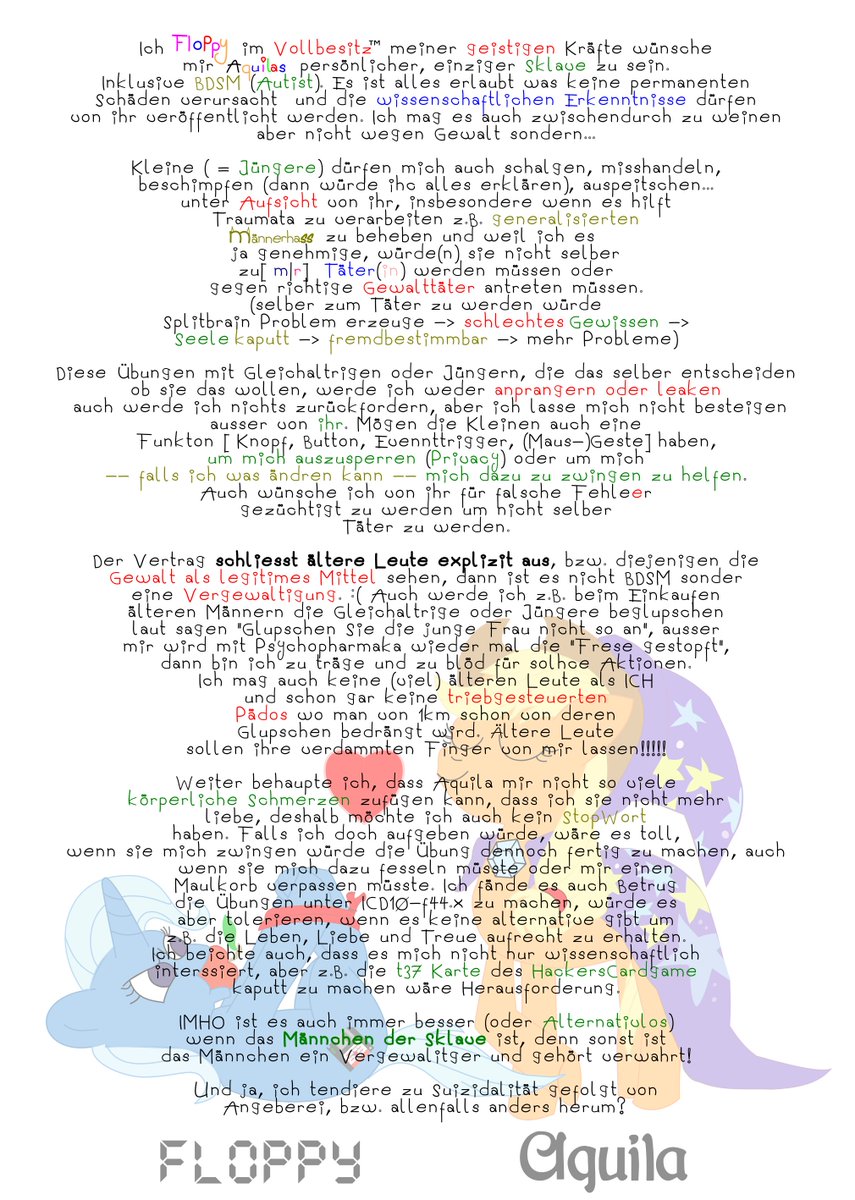 Ich Floppy im Vollbesitz™ meiner geistigen Kräfte wünsche
mir Aquilas persönlicher, einziger Sklave zu sein.
Inklusive BDSM (Autist). Es ist alles erlaubt was keine permanenten
Schäden verursacht und die wissenschaftlichen Erkenntnisse dürfen
von ihr veröffentlicht werden. Ich mag es auch zwischendurch zu weinen
aber nicht wegen Gewalt sondern...
Kleine ( = Jüngere) dürfen mich auch schalgen, misshandeln,
beschimpfen (dann würde ihc alles erklären), auspeitschen...
unter Aufsicht von ihr, insbesondere wenn es hilft
Traumata zu verarbeiten z.B. generalisierten
Männerhass zu beheben und weil ich es
ja genehmige, würde(n) sie nicht selber
zu[ m|r] Täter(in) werden müssen oder
gegen richtige Gewalttäter antreten müssen.
(selber zum Täter zu werden würde
Splitbrain Problem erzeuge -> schlechtes Gewissen ->
Seele kaputt -> fremdbestimmbar -> mehr Probleme)
Diese Übungen mit Gleichaltrigen oder Jüngern, die das selber entscheiden
ob sie das wollen, werde ich weder anprangern oder leaken
auch werde ich nichts zurückfordern, aber ich lasse mich nicht besteigen
ausser von ihr. Mögen die Kleinen auch eine
Funkton [ Knopf, Button, Evennttrigger, (Maus-)Geste] haben,
um mich auszusperren (Privacy) oder um mich
-- falls ich was ändren kann -- mich dazu zu zwingen zu helfen.
Auch wünsche ich von ihr für falsche Fehleer
gezüchtigt zu werden um nicht selber
Täter zu werden.
Der Vertrag schliesst ältere Leute explizit aus, bzw. diejenigen die
Gewalt als legitimes Mittel sehen, dann ist es nicht BDSM sonder
eine Vergewaltigung. :( Auch werde ich z.B. beim Einkaufen
älteren Männern die Gleichaltrige oder Jüngere beglupschen
laut sagen "Glupschen Sie die junge Frau nicht so an", ausser
mir wird mit Psychopharmaka wieder mal die "Frese gestopft",
dann bin ich zu träge und zu blöd für solhce Aktionen.
Ich mag auch keine (viel) älteren Leute als ICH
und schon gar keine triebgesteuerten
Pädos wo man von 1km schon von deren
Glupschen bedrängt wird. Ältere Leute
sollen ihre verdammten Finger von mir lassen!!!!!
Weiter behaupte ich, dass Aquila mir nicht so viele
körperliche Schmerzen zufügen kann, dass ich sie nicht mehr
liebe, deshalb möchte ich auch kein StopWort
haben. Falls ich doch aufgeben würde, wäre es toll,
wenn sie mich zwingen würde die Übung dennoch fertig zu machen, auch
wenn sie mich dazu fesseln müsste oder mir einen
Maulkorb verpassen müsste. Ich fände es auch Betrug
die Übungen unter ICD10-f44.x zu machen, würde es
aber tolerieren, wenn es keine alternative gibt um
z.B. die Leben, Liebe und Treue aufrecht zu erhalten.
Ich beichte auch, dass es mich nicht nur wissenschaftlich
interssiert, aber z.B. die t37 Karte des HackersCardgame
kaputt zu machen wäre Herausforderung.
IMHO ist es auch immer besser (oder Alternativlos)
wenn das Männchen der Sklave ist, denn sonst ist
das Männchen ein Vergewalitger und gehört verwahrt!
Und ja, ich tendiere zu Suizidalität gefolgt von
Angeberei, bzw. allenfalls anders herum?
FLOPPY Aquila